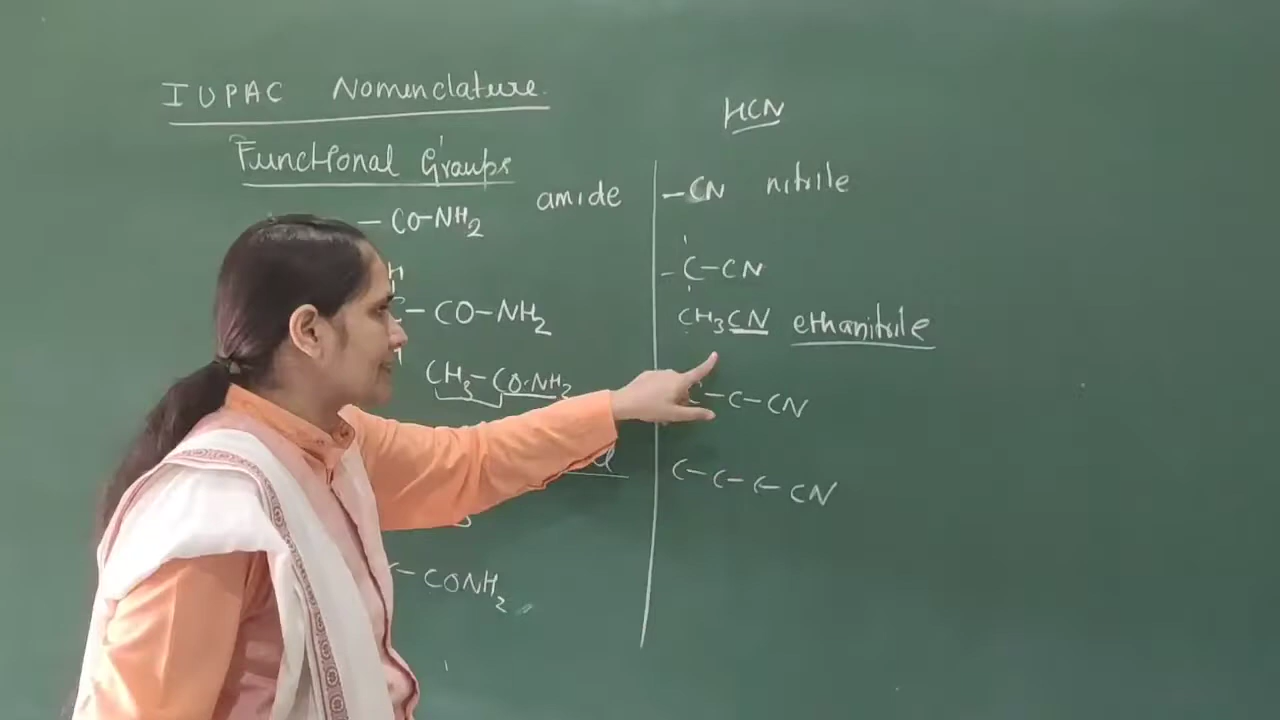 IUPAC Nomenclature
Functional Groups
-CO-NH2 amide
H
C-CO-NH2
H
CH3-CO-NH2
-CONH2
HCN
-CN nitrile
-C-CN
CH3CN ethanitrile
C-C-CN
C-C-C-CN